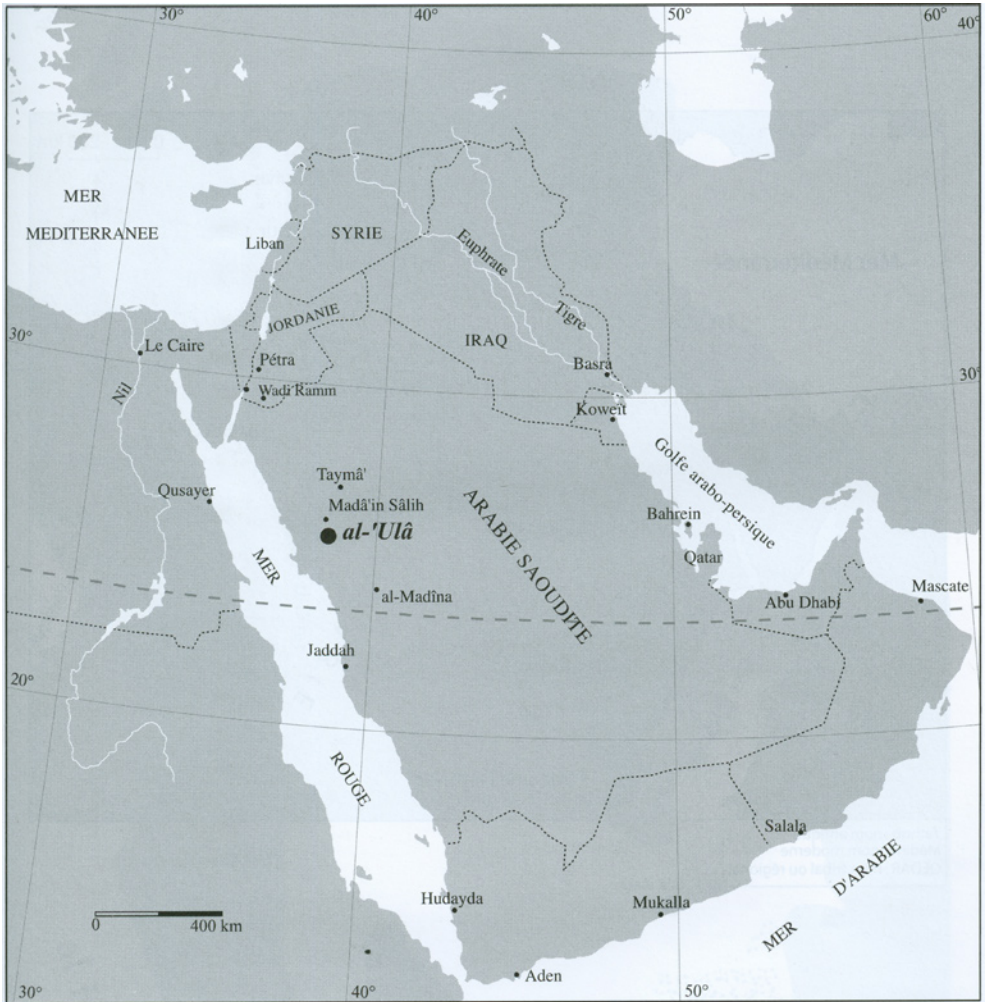 30°
40°
50°
60°
40°
MER
MEDITERRANEE
Liban
SYRIE
Euphrate
Tigre
JORDANIE
IRAQ
30°
Le Caire
Nil
Pétra
Wadi Ramm
Basra
Koweït
30°
Golfe arabo-persique
Taymâ'
Qusayer
Madâ'in Sâlih
al-'Ulâ
ARABIE SAOUDITE
Bahrein
Qatar
MER
al-Madîna
Abu Dhabi
Mascate
Jaddah
20°
ROUGE
Salala
D'ARABIE
Hudayda
Mukalla
MER
0
400 km
Aden
30°
40°
50°